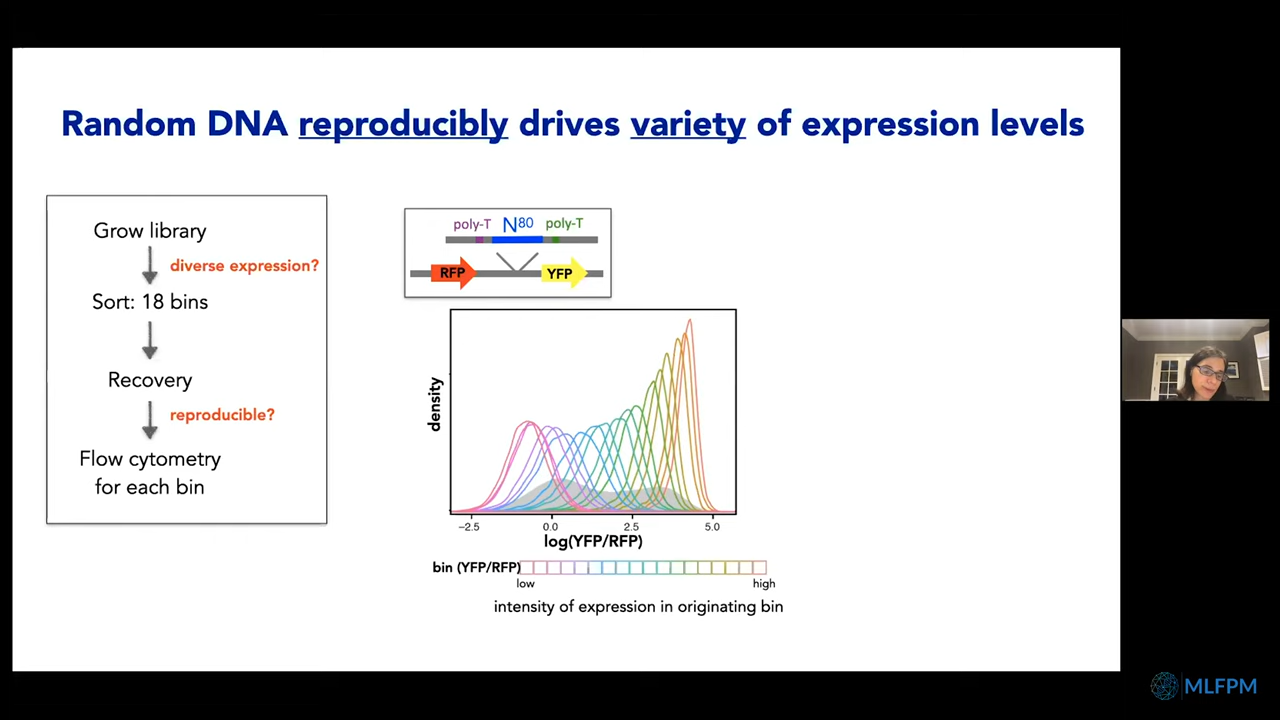 Random DNA reproducibly drives variety of expression levels
Grow library
diverse expression?
Sort: 18 bins
Recovery
reproducible?
Flow cytometry
for each bin
poly-T N80 poly-T
RFP YFP
density
−2.5 0.0 2.5 5.0
log(YFP/RFP)
bin (YFP/RFP)
low high
intensity of expression in originating bin
MLFPM